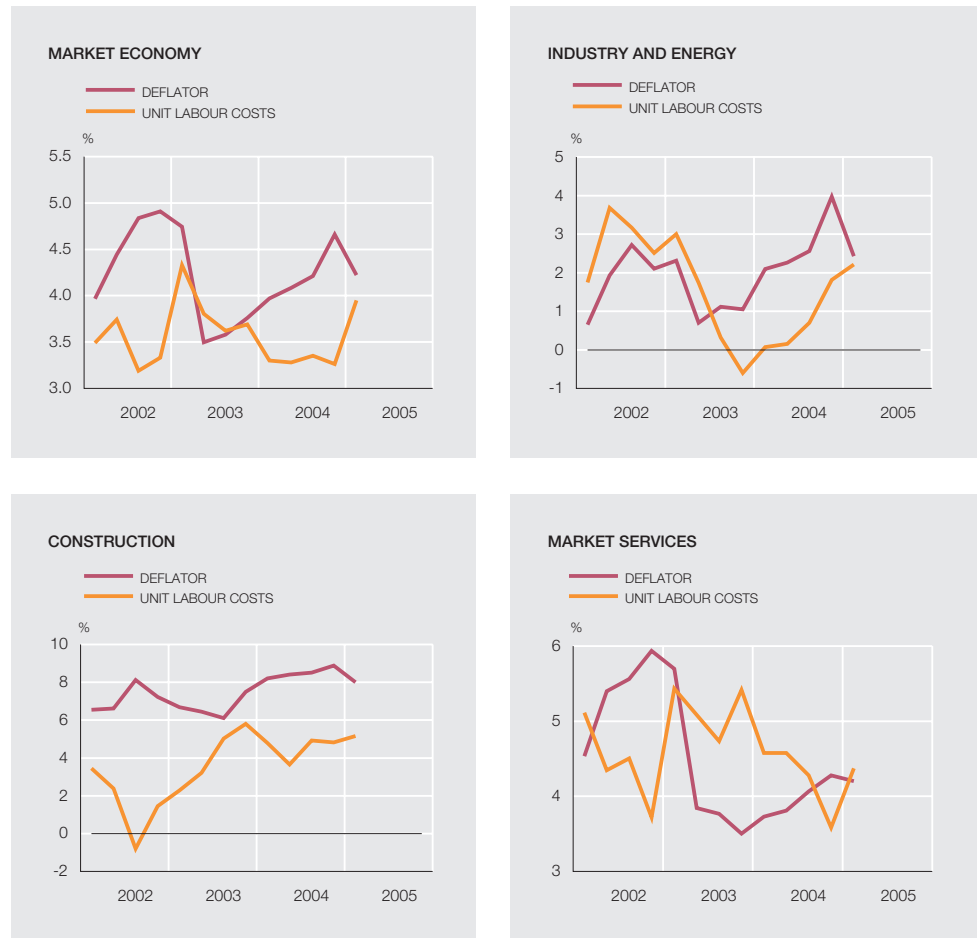 MARKET ECONOMY
DEFLATOR
UNIT LABOUR COSTS
%
5.5
5.0
4.5
4.0
3.5
3.0
2002 2003 2004 2005
INDUSTRY AND ENERGY
DEFLATOR
UNIT LABOUR COSTS
%
5
4
3
2
1
0
-1
2002 2003 2004 2005
CONSTRUCTION
DEFLATOR
UNIT LABOUR COSTS
%
10
8
6
4
2
0
-2
2002 2003 2004 2005
MARKET SERVICES
DEFLATOR
UNIT LABOUR COSTS
%
6
5
4
3
2002 2003 2004 2005